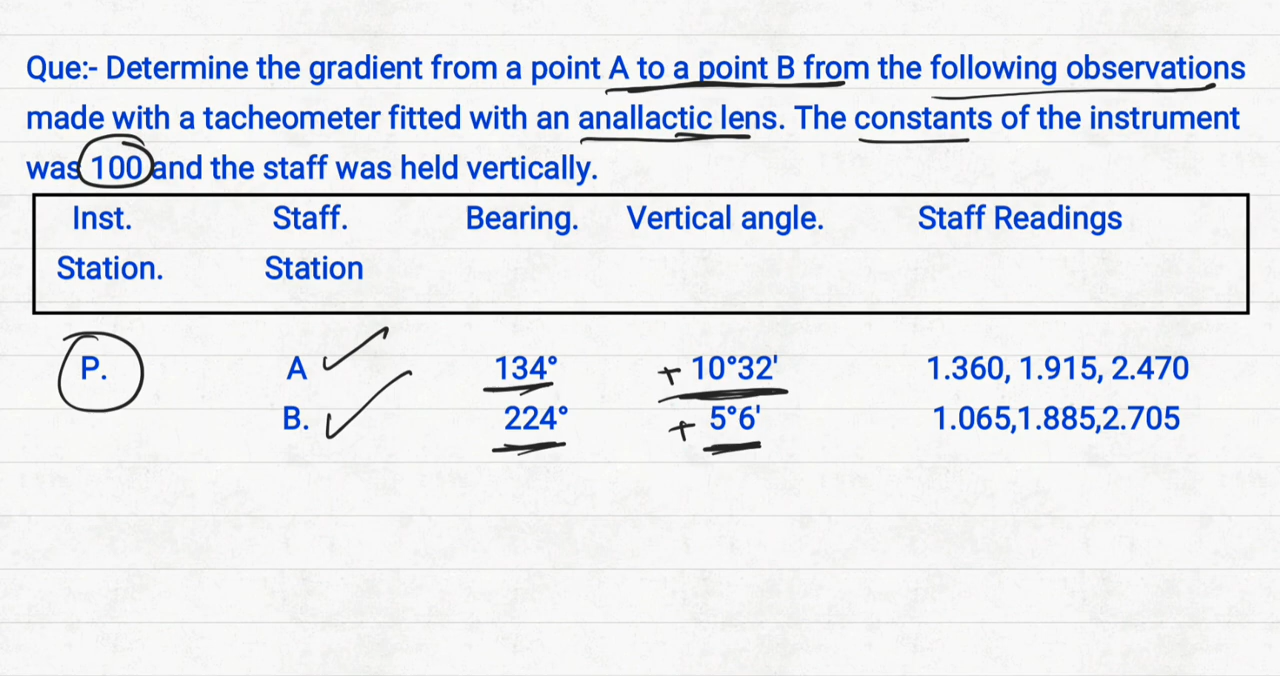 Que:- Determine the gradient from a point A to a point B from the following observations
made with a tacheometer fitted with an anallactic lens. The constants of the instrument
was 100 and the staff was held vertically.
Inst. Staff. Bearing. Vertical angle. Staff Readings
Station. Station
P. A 134° + 10°32' 1.360, 1.915, 2.470
B. 224° + 5°6' 1.065,1.885,2.705